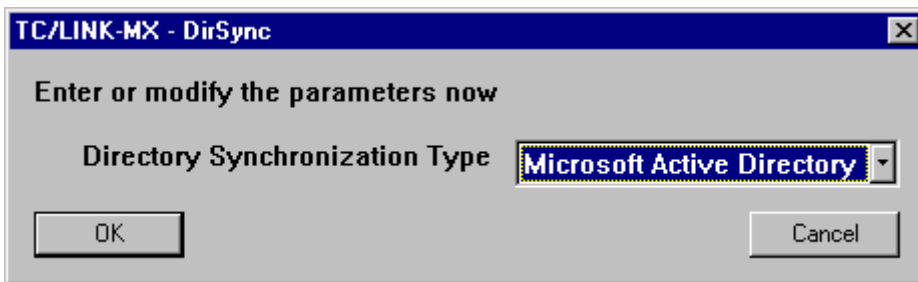 TC/LINK-MX - DirSync
Enter or modify the parameters now
Directory Synchronization Type Microsoft Active Directory
OK Cancel